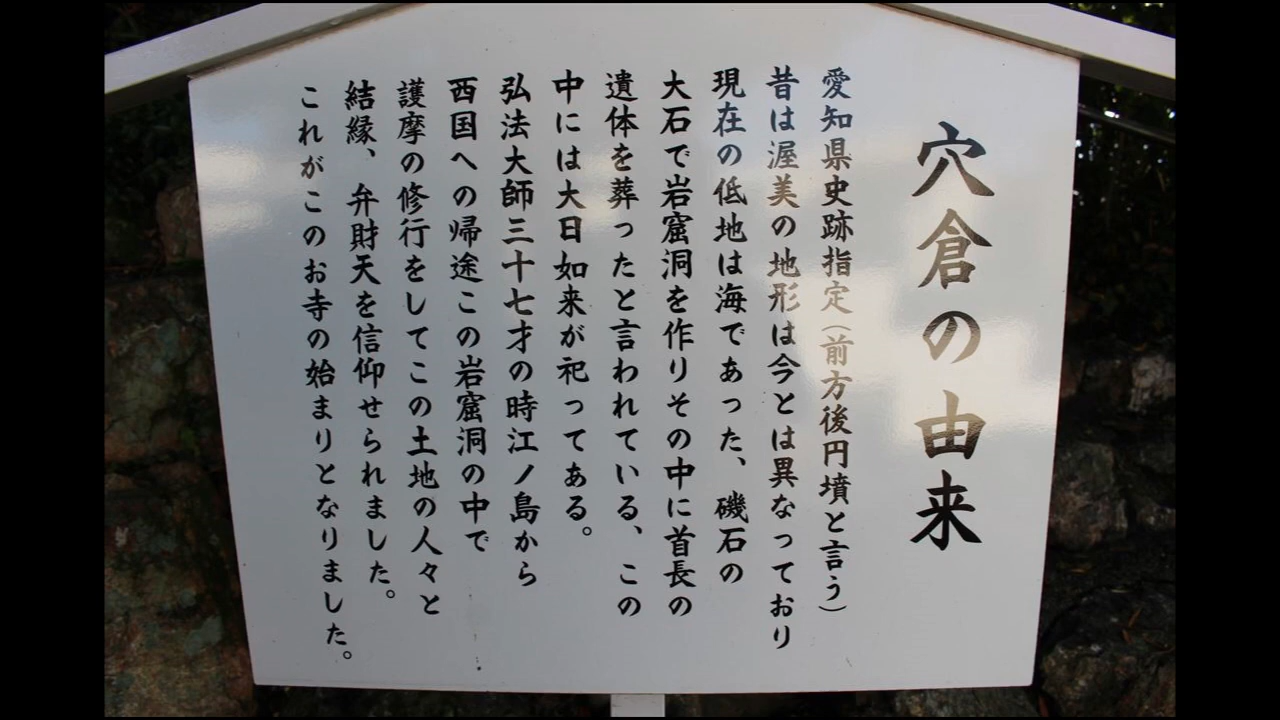 穴倉の由来
愛知県史跡指定（前方後円墳と言う）
昔は渥美の地形は今とは異なっており
現在の低地は海であった、磯石の
大石で岩窟洞を作りその中に首長の
遺体を葬ったと言われている、この
中には大日如来が祀ってある。
弘法大師三十七才の時江ノ島から
西国への帰途この岩窟洞の中で
護摩の修行をしてこの土地の人々と
結縁、弁財天を信仰せられました。
これがこのお寺の始まりとなりました。